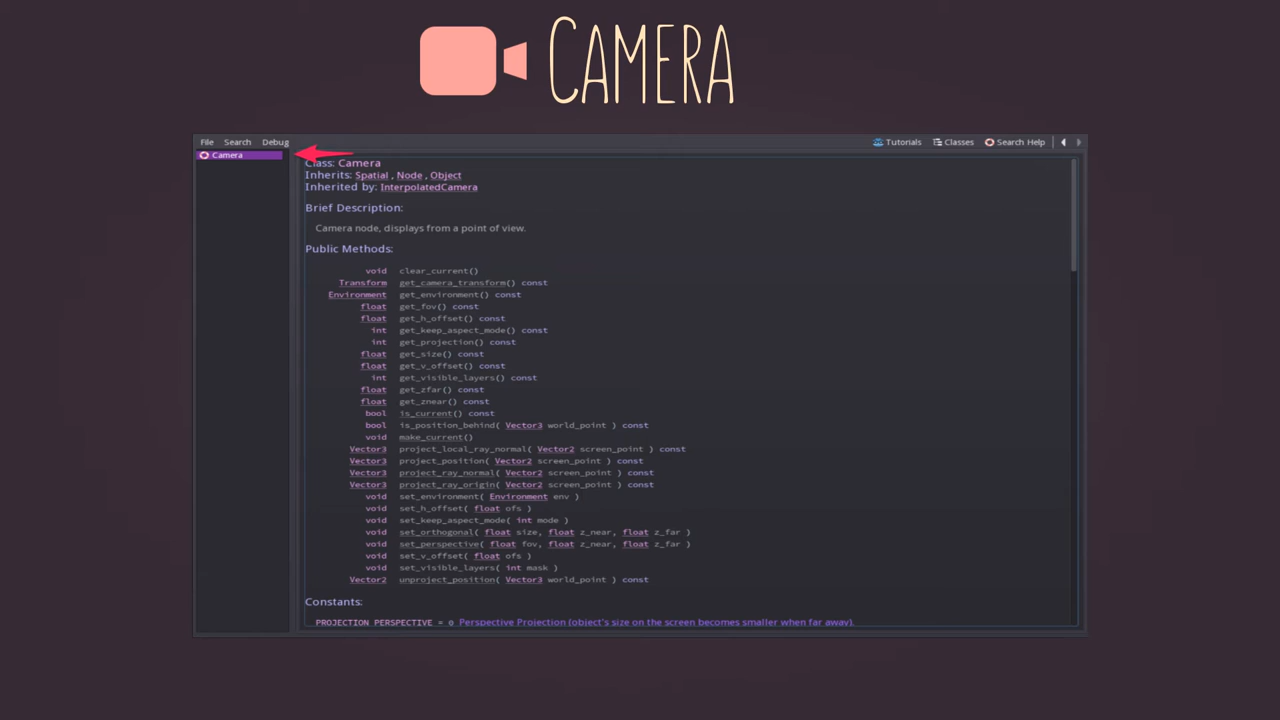 CAMERA
File Search Debug Tutorials Classes Search Help
Camera
Class: Camera
Inherits: Spatial , Node , Object
Inherited by: InterpolatedCamera
Brief Description:
Camera node, displays from a point of view.
Public Methods:
void clear_current()
Transform get_camera_transform() const
Environment get_environment() const
float get_fov() const
float get_h_offset() const
int get_keep_aspect_mode() const
int get_projection() const
float get_size() const
float get_v_offset() const
int get_visible_layers() const
float get_zfar() const
float get_znear() const
bool is_current() const
bool is_position_behind( Vector3 world_point ) const
void make_current()
Vector3 project_local_ray_normal( Vector2 screen_point ) const
Vector3 project_position( Vector2 screen_point ) const
Vector3 project_ray_normal( Vector2 screen_point ) const
Vector3 project_ray_origin( Vector2 screen_point ) const
void set_environment( Environment env )
void set_h_offset( float ofs )
void set_keep_aspect_mode( int mode )
void set_orthogonal( float size, float z_near, float z_far )
void set_perspective( float fov, float z_near, float z_far )
void set_v_offset( float ofs )
void set_visible_layers( int mask )
Vector2 unproject_position( Vector3 world_point ) const
Constants:
PROJECTION_PERSPECTIVE = 0 Perspective Projection (object's size on the screen becomes smaller when far away).